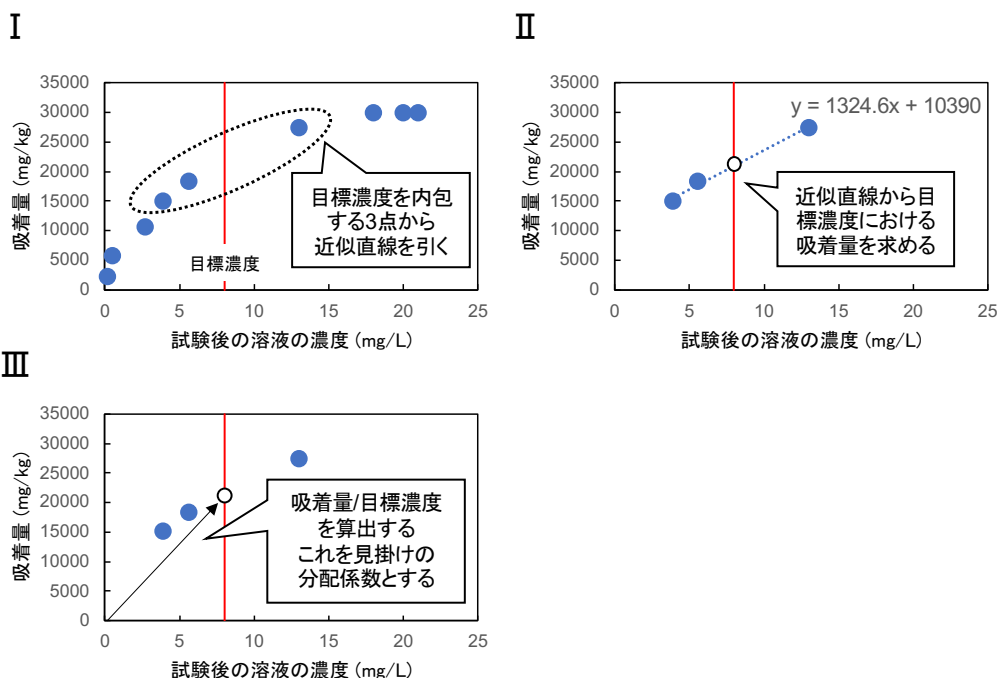 Ⅰ
35000
30000
25000
20000
15000
10000
5000
0
吸着量 (mg/kg)
目標濃度を内包
する3点から
近似直線を引く
目標濃度
0 5 10 15 20 25
試験後の溶液の濃度 (mg/L)
Ⅱ
35000
30000
25000
20000
15000
10000
5000
0
吸着量 (mg/kg)
y = 1324.6x + 10390
近似直線から目
標濃度における
吸着量を求める
0 5 10 15 20 25
試験後の溶液の濃度 (mg/L)
Ⅲ
35000
30000
25000
20000
15000
10000
5000
0
吸着量 (mg/kg)
吸着量/目標濃度
を算出する
これを見掛けの
分配係数とする
0 5 10 15 20 25
試験後の溶液の濃度 (mg/L)